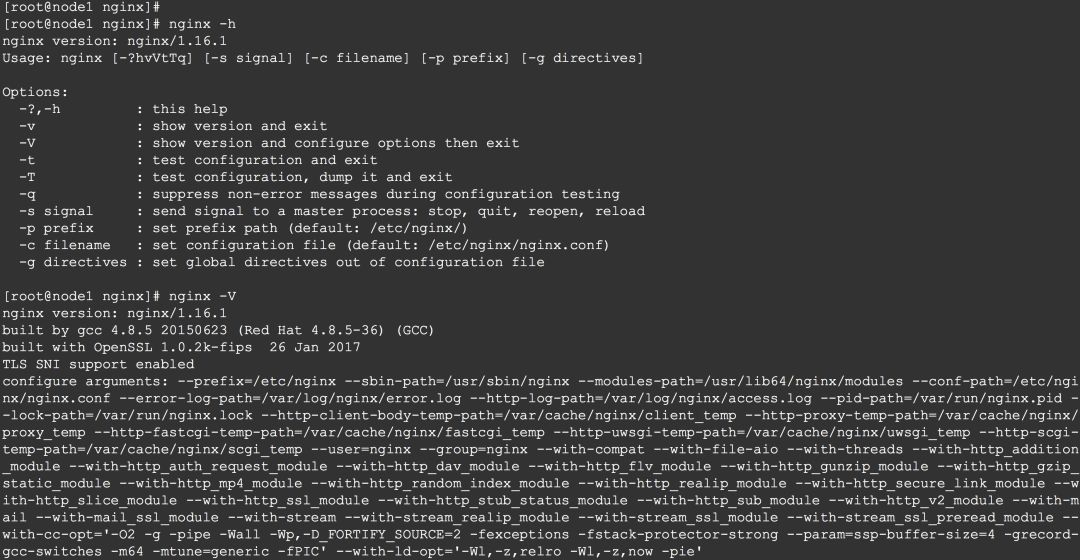 [root@node1 nginx]#
[root@node1 nginx]# nginx -h
nginx version: nginx/1.16.1
Usage: nginx [-?hvVtTq] [-s signal] [-c filename] [-p prefix] [-g directives]
Options:
  -?,-h         : this help
  -v            : show version and exit
  -V            : show version and configure options then exit
  -t            : test configuration and exit
  -T            : test configuration, dump it and exit
  -q            : suppress non-error messages during configuration testing
  -s signal     : send signal to a master process: stop, quit, reopen, reload
  -p prefix     : set prefix path (default: /etc/nginx/)
  -c filename   : set configuration file (default: /etc/nginx/nginx.conf)
  -g directives : set global directives out of configuration file
[root@node1 nginx]# nginx -V
nginx version: nginx/1.16.1
built by gcc 4.8.5 20150623 (Red Hat 4.8.5-36) (GCC)
built with OpenSSL 1.0.2k-fips  26 Jan 2017
TLS SNI support enabled
configure arguments: --prefix=/etc/nginx --sbin-path=/usr/sbin/nginx --modules-path=/usr/lib64/nginx/modules --conf-path=/etc/ngi
nx/nginx.conf --error-log-path=/var/log/nginx/error.log --http-log-path=/var/log/nginx/access.log --pid-path=/var/run/nginx.pid -
-lock-path=/var/run/nginx.lock --http-client-body-temp-path=/var/cache/nginx/client_temp --http-proxy-temp-path=/var/cache/nginx/
proxy_temp --http-fastcgi-temp-path=/var/cache/nginx/fastcgi_temp --http-uwsgi-temp-path=/var/cache/nginx/uwsgi_temp --http-scgi-
temp-path=/var/cache/nginx/scgi_temp --user=nginx --group=nginx --with-compat --with-file-aio --with-threads --with-http_addition
_module --with-http_auth_request_module --with-http_dav_module --with-http_flv_module --with-http_gunzip_module --with-http_gzip_
static_module --with-http_mp4_module --with-http_random_index_module --with-http_realip_module --with-http_secure_link_module --w
ith-http_slice_module --with-http_ssl_module --with-http_stub_status_module --with-http_sub_module --with-http_v2_module --with-m
ail --with-mail_ssl_module --with-stream --with-stream_realip_module --with-stream_ssl_module --with-stream_ssl_preread_module --
with-cc-opt='-O2 -g -pipe -Wall -Wp,-D_FORTIFY_SOURCE=2 -fexceptions -fstack-protector-strong --param=ssp-buffer-size=4 -grecord-
gcc-switches -m64 -mtune=generic -fPIC' --with-ld-opt='-Wl,-z,relro -Wl,-z,now -pie'